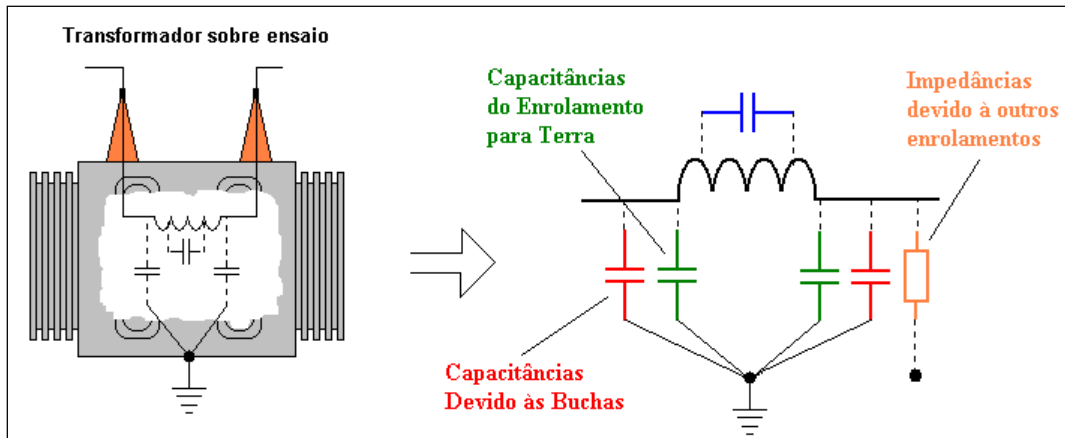 Transformador sobre ensaio
Capacitâncias
do Enrolamento
para Terra
Impedâncias
devido à outros
enrolamentos
Capacitâncias
Devido às Buchas